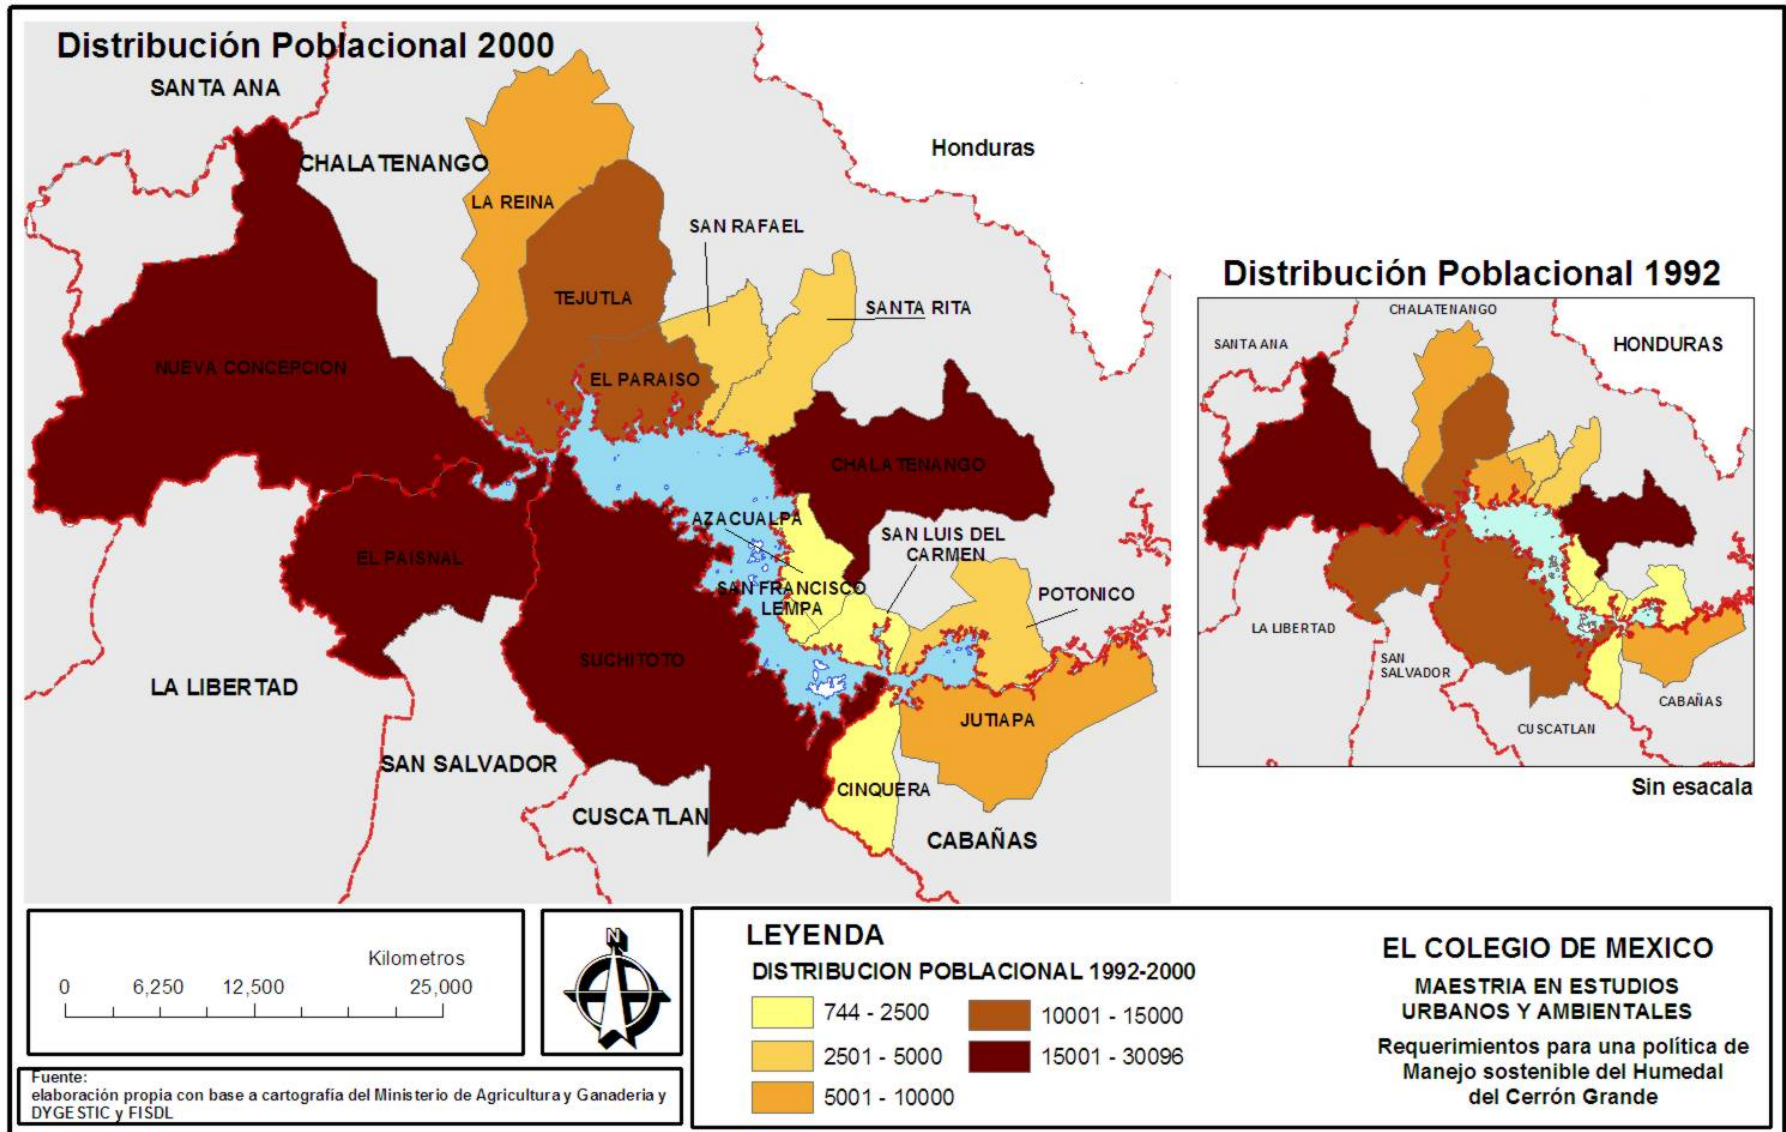 Distribución Poblacional 2000
SANTA ANA
CHALATENANGO
Honduras
LA REINA
SAN RAFAEL
TEJUTLA
SANTA RITA
NUEVA CONCEPCION
EL PARAISO
CHALATENANGO
AZACUALPA
SAN LUIS DEL
CARMEN
EL PAISNAL
SAN FRANCISCO
LEMPA
POTONICO
SUCHITOTO
LA LIBERTAD
JUTIAPA
SAN SALVADOR
CINQUERA
CUSCATLAN
CABAÑAS
Distribución Poblacional 1992
CHALATENANGO
SANTA ANA
HONDURAS
LA LIBERTAD
SAN
SALVADOR
CABAÑAS
CUSCATLAN
Sin esacala
Kilometros
0 6,250 12,500 25,000
N
Fuente:
elaboración propia con base a cartografía del Ministerio de Agricultura y Ganaderia y
DYGESTIC y FISDL
LEYENDA
DISTRIBUCION POBLACIONAL 1992-2000
744 - 2500
2501 - 5000
5001 - 10000
10001 - 15000
15001 - 30096
EL COLEGIO DE MEXICO
MAESTRIA EN ESTUDIOS
URBANOS Y AMBIENTALES
Requerimientos para una política de
Manejo sostenible del Humedal
del Cerrón Grande